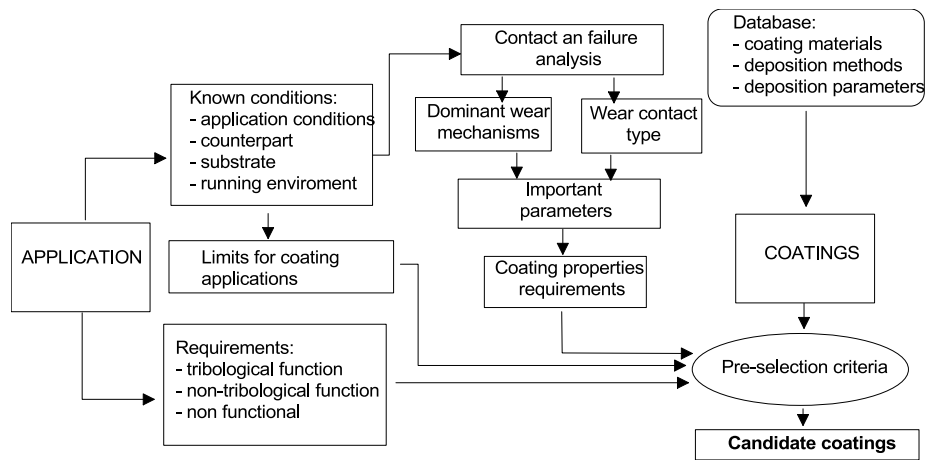 Contact an failure
analysis
Database:
- coating materials
- deposition methods
- deposition parameters
Known conditions:
- application conditions
- counterpart
- substrate
- running enviroment
Dominant wear
mechanisms
Wear contact
type
Important
parameters
APPLICATION
Limits for coating
applications
Coating properties
requirements
COATINGS
Requirements:
- tribological function
- non-tribological function
- non functional
Pre-selection criteria
Candidate coatings